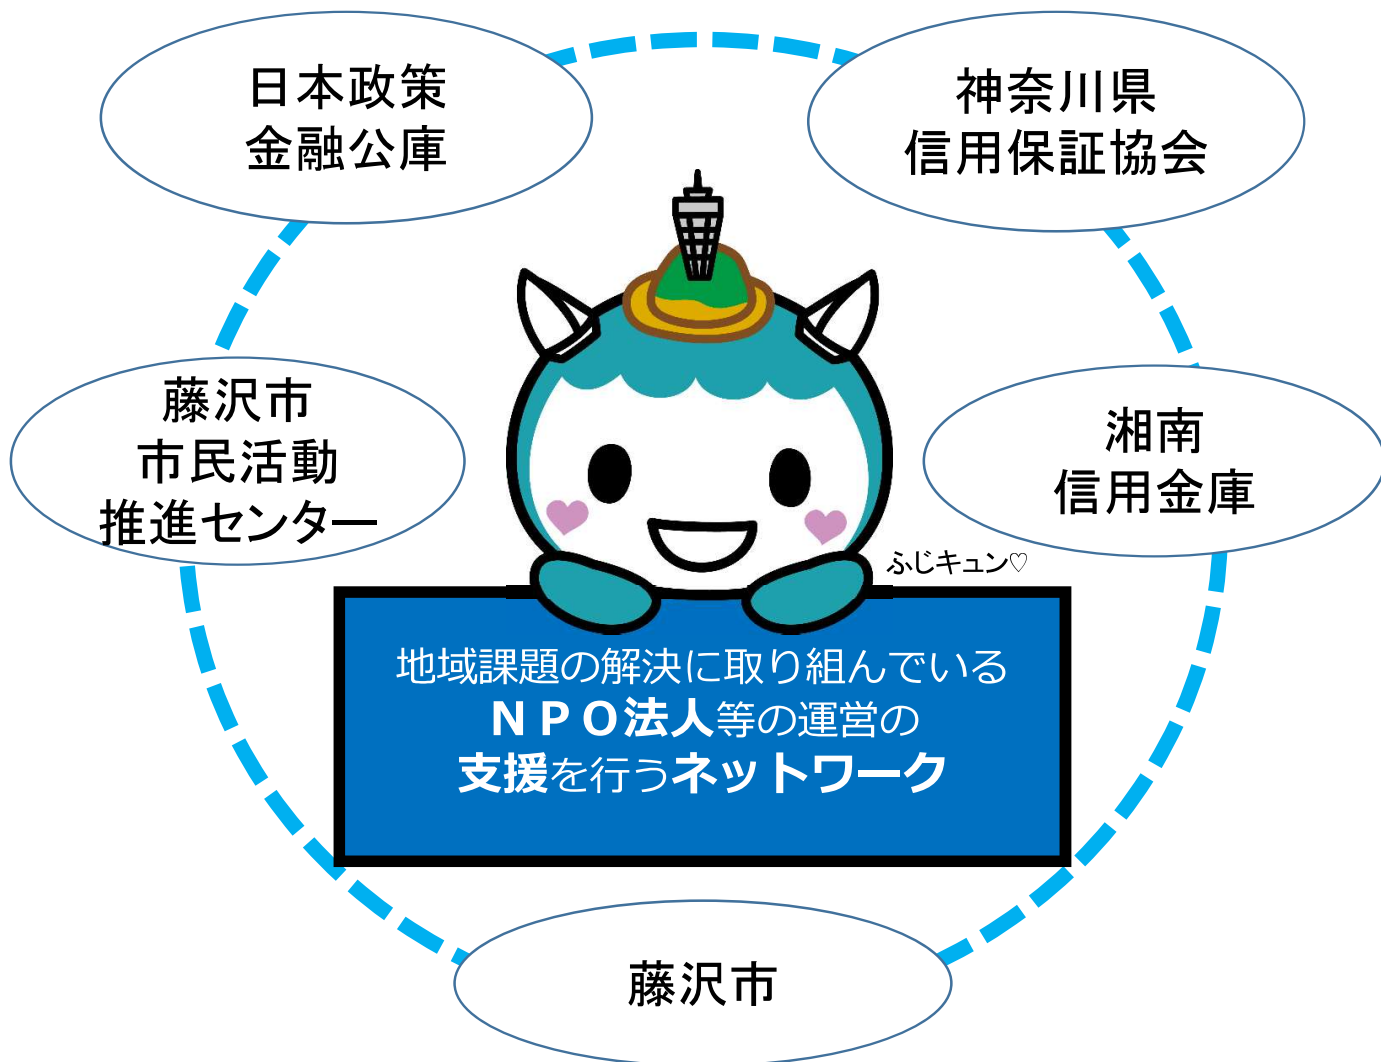 日本政策
金融公庫
神奈川県
信用保証協会
藤沢市
市民活動
推進センター
湘南
信用金庫
ふじキュン♡
地域課題の解決に取り組んでいる
ＮＰＯ法人等の運営の
支援を行うネットワーク
藤沢市